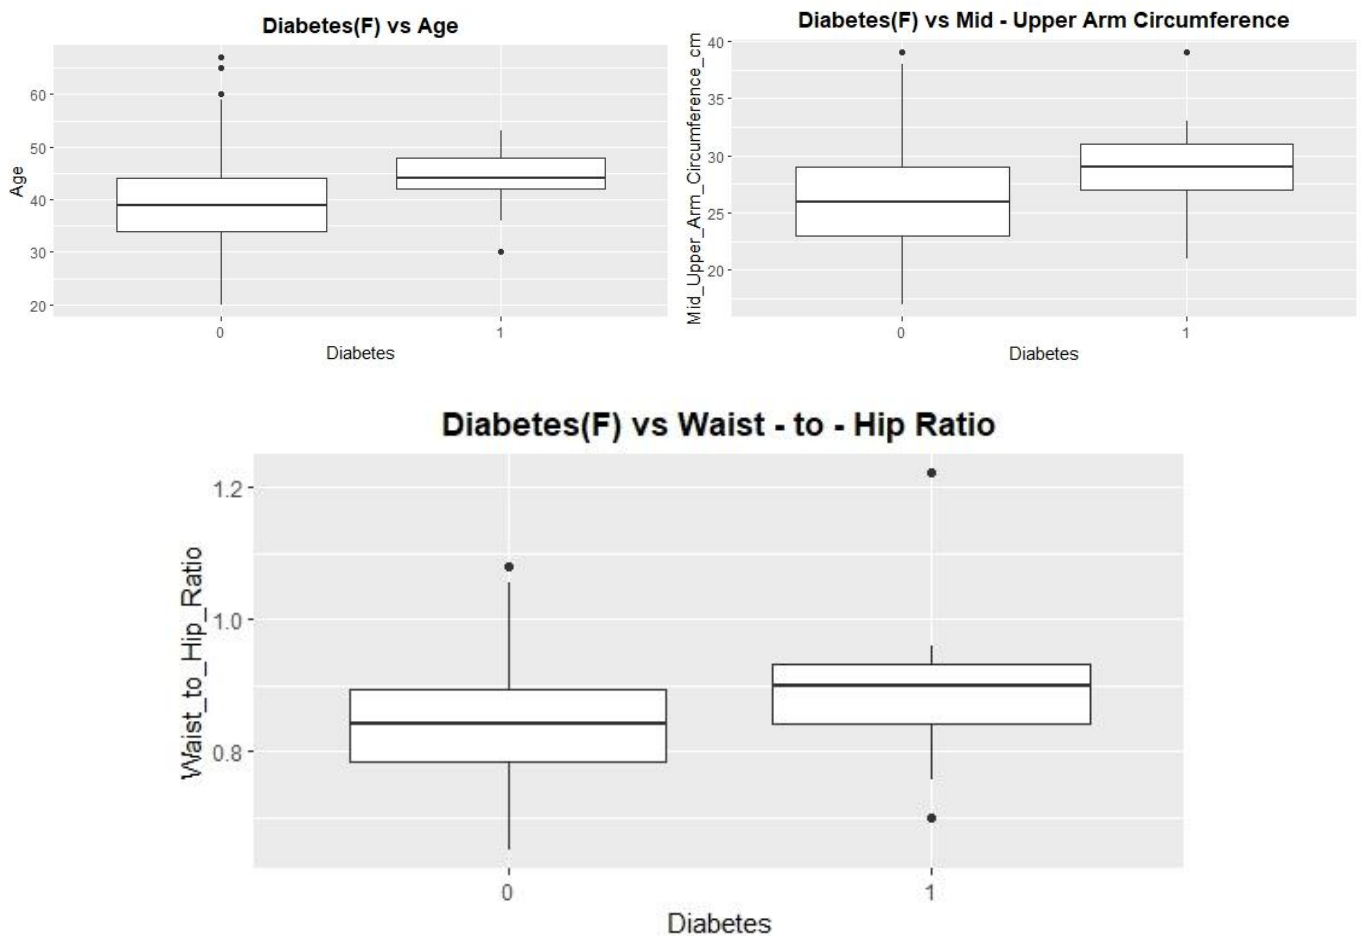 Diabetes(F) vs Age
Age
60
50
40
30
20
0
1
Diabetes
Diabetes(F) vs Mid - Upper Arm Circumference
Mid_Upper_Arm_Circumference_cm
40
35
30
25
20
0
1
Diabetes
Diabetes(F) vs Waist - to - Hip Ratio
Waist_to_Hip_Ratio
1.2
1.0
0.8
0
1
Diabetes